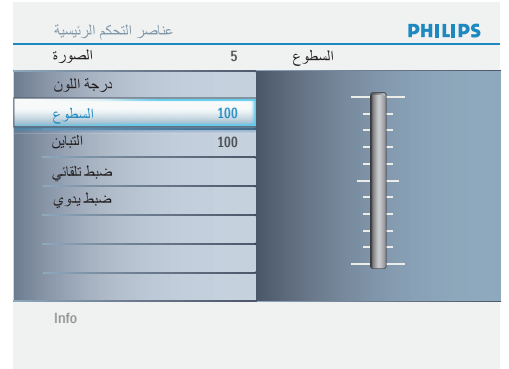 عناصر التحكم الرئيسية PHILIPS
الصورة 5 السطوع
درجة اللون
السطوع 100
التباين 100
ضبط تلقائي
ضبط يدوي
Info